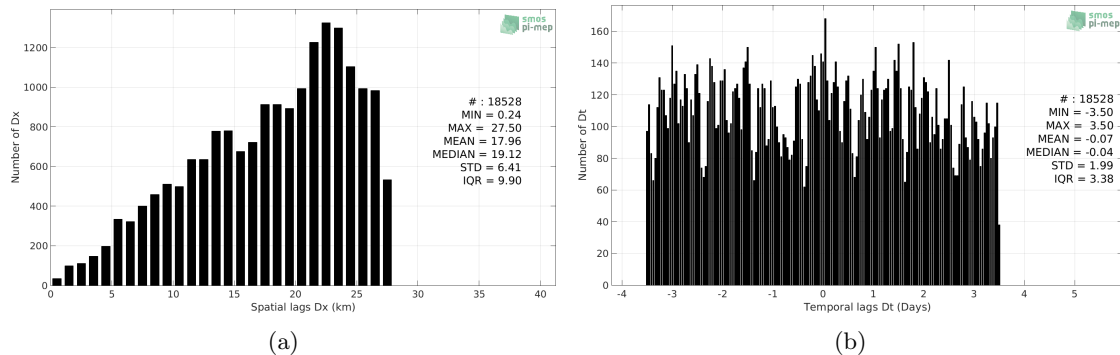 smos
pi-mep
1200
1000
800
600
400
200
0
Number of Dx
# : 18528
MIN = 0.24
MAX = 27.50
MEAN = 17.96
MEDIAN = 19.12
STD = 6.41
IQR = 9.90
0 5 10 15 20 25 30 35 40
Spatial lags Dx (km)
(a)
smos
pi-mep
160
140
120
100
80
60
40
20
0
Number of Dt
# : 18528
MIN = -3.50
MAX = 3.50
MEAN = -0.07
MEDIAN = -0.04
STD = 1.99
IQR = 3.38
-4 -3 -2 -1 0 1 2 3 4 5
Temporal lags Dt (Days)
(b)